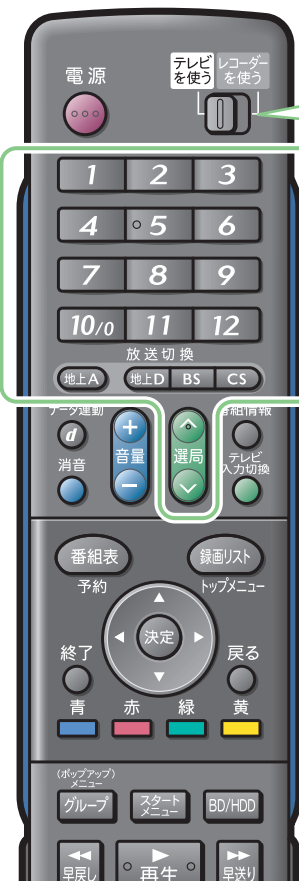 電源
テレビ
を使う
レコーダー
を使う
1 2 3
4 5 6
7 8 9
10/0 11 12
放送切換
地上A 地上D BS CS
データ連動
番組情報
d
音量
選局
消音
テレビ
入力切換
番組表
録画リスト
予約
トップメニュー
決定
終了
戻る
青 赤 緑 黄
(ポップアップ)
メニュー
グループ
スタート
メニュー
BD/HDD
早戻し
再生
早送り